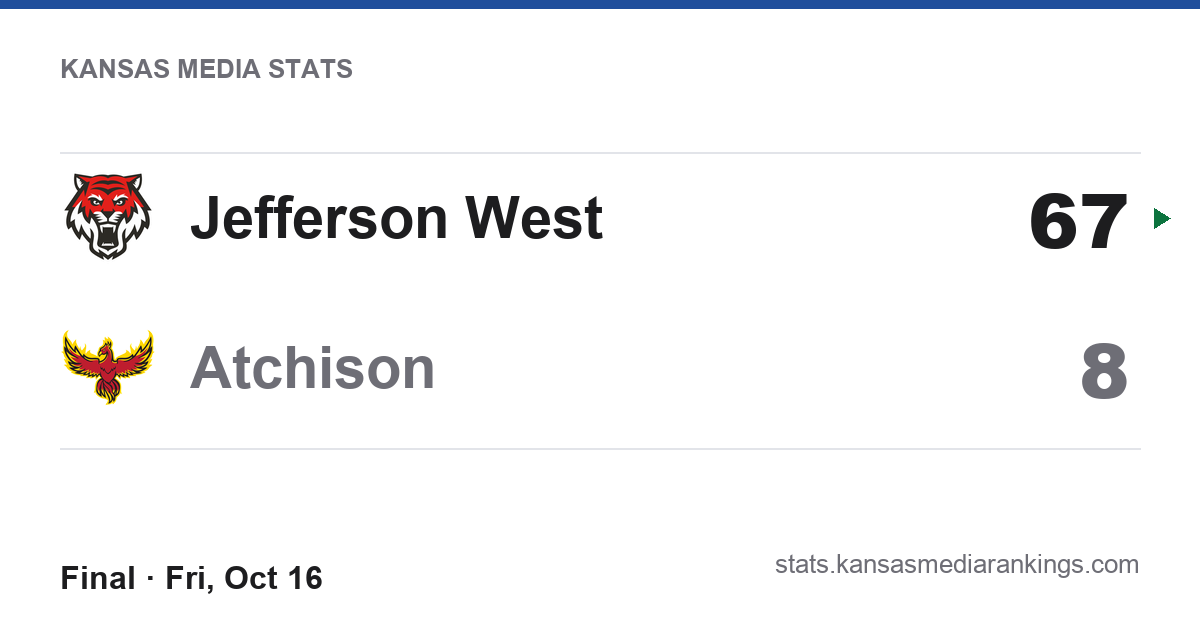 KANSAS MEDIA STATS
Jefferson West 67
Atchison 8
Final · Fri, Oct 16
stats.kansasmediarankings.com